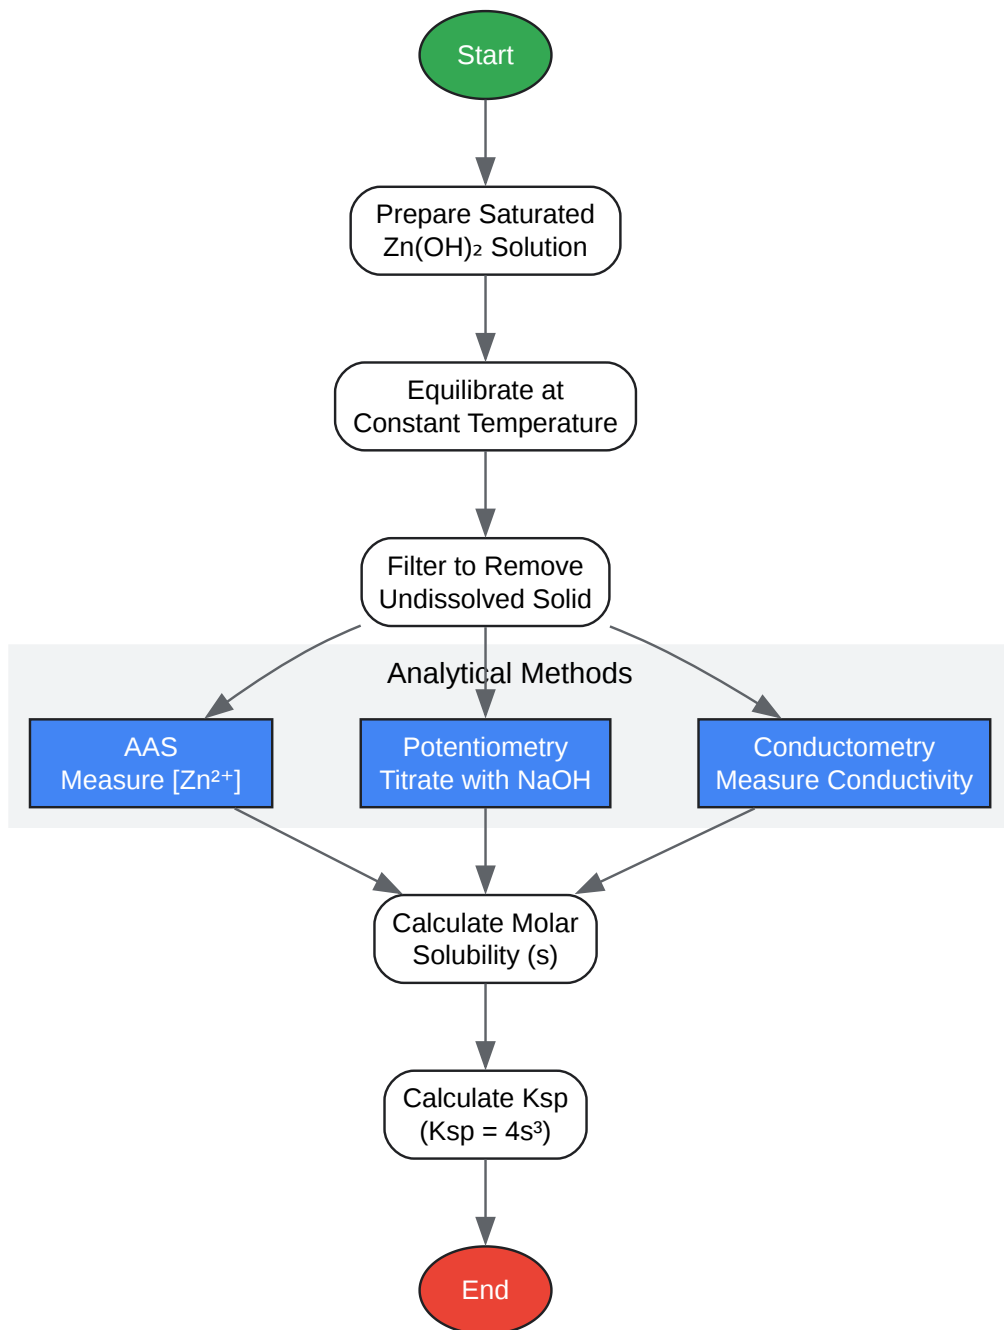 Start
Prepare Saturated
Zn(OH)₂ Solution
Equilibrate at
Constant Temperature
Filter to Remove
Undissolved Solid
Analytical Methods
AAS
Measure [Zn²⁺]
Potentiometry
Titrate with NaOH
Conductometry
Measure Conductivity
Calculate Molar
Solubility (s)
Calculate Ksp
(Ksp = 4s³)
End